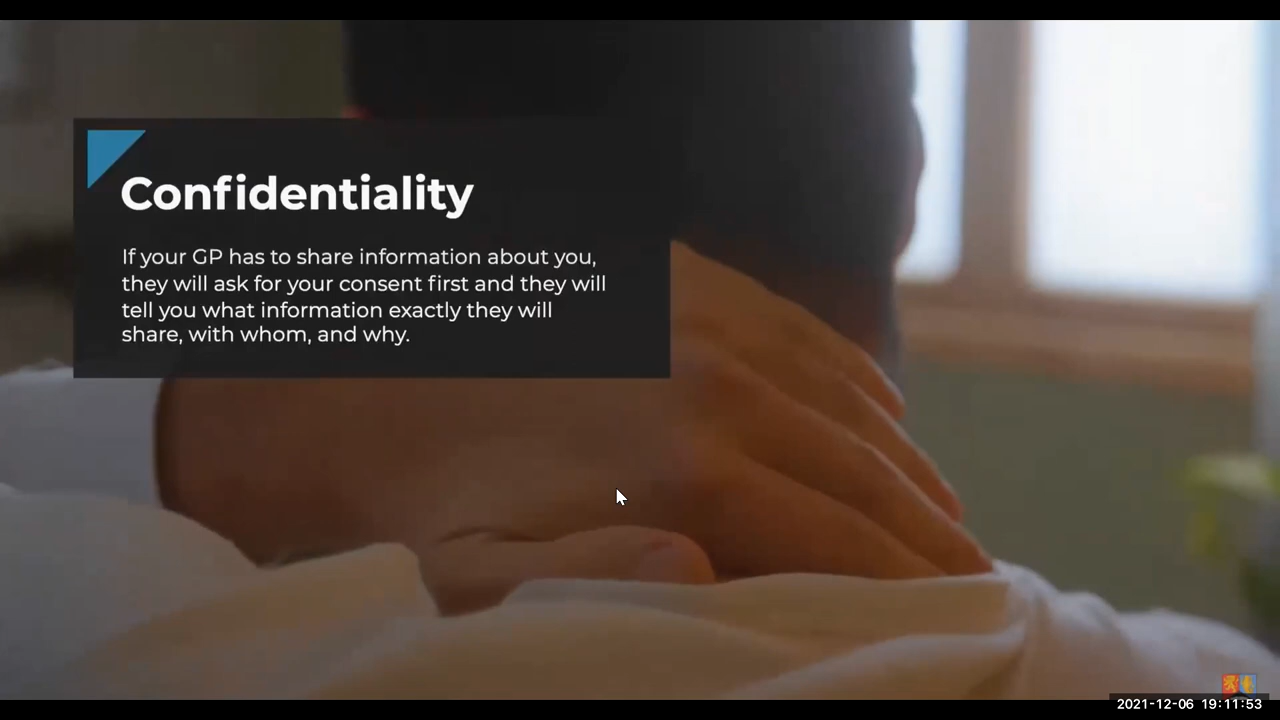 Confidentiality
If your GP has to share information about you,
they will ask for your consent first and they will
tell you what information exactly they will
share, with whom, and why.
2021-12-06 19:11:53